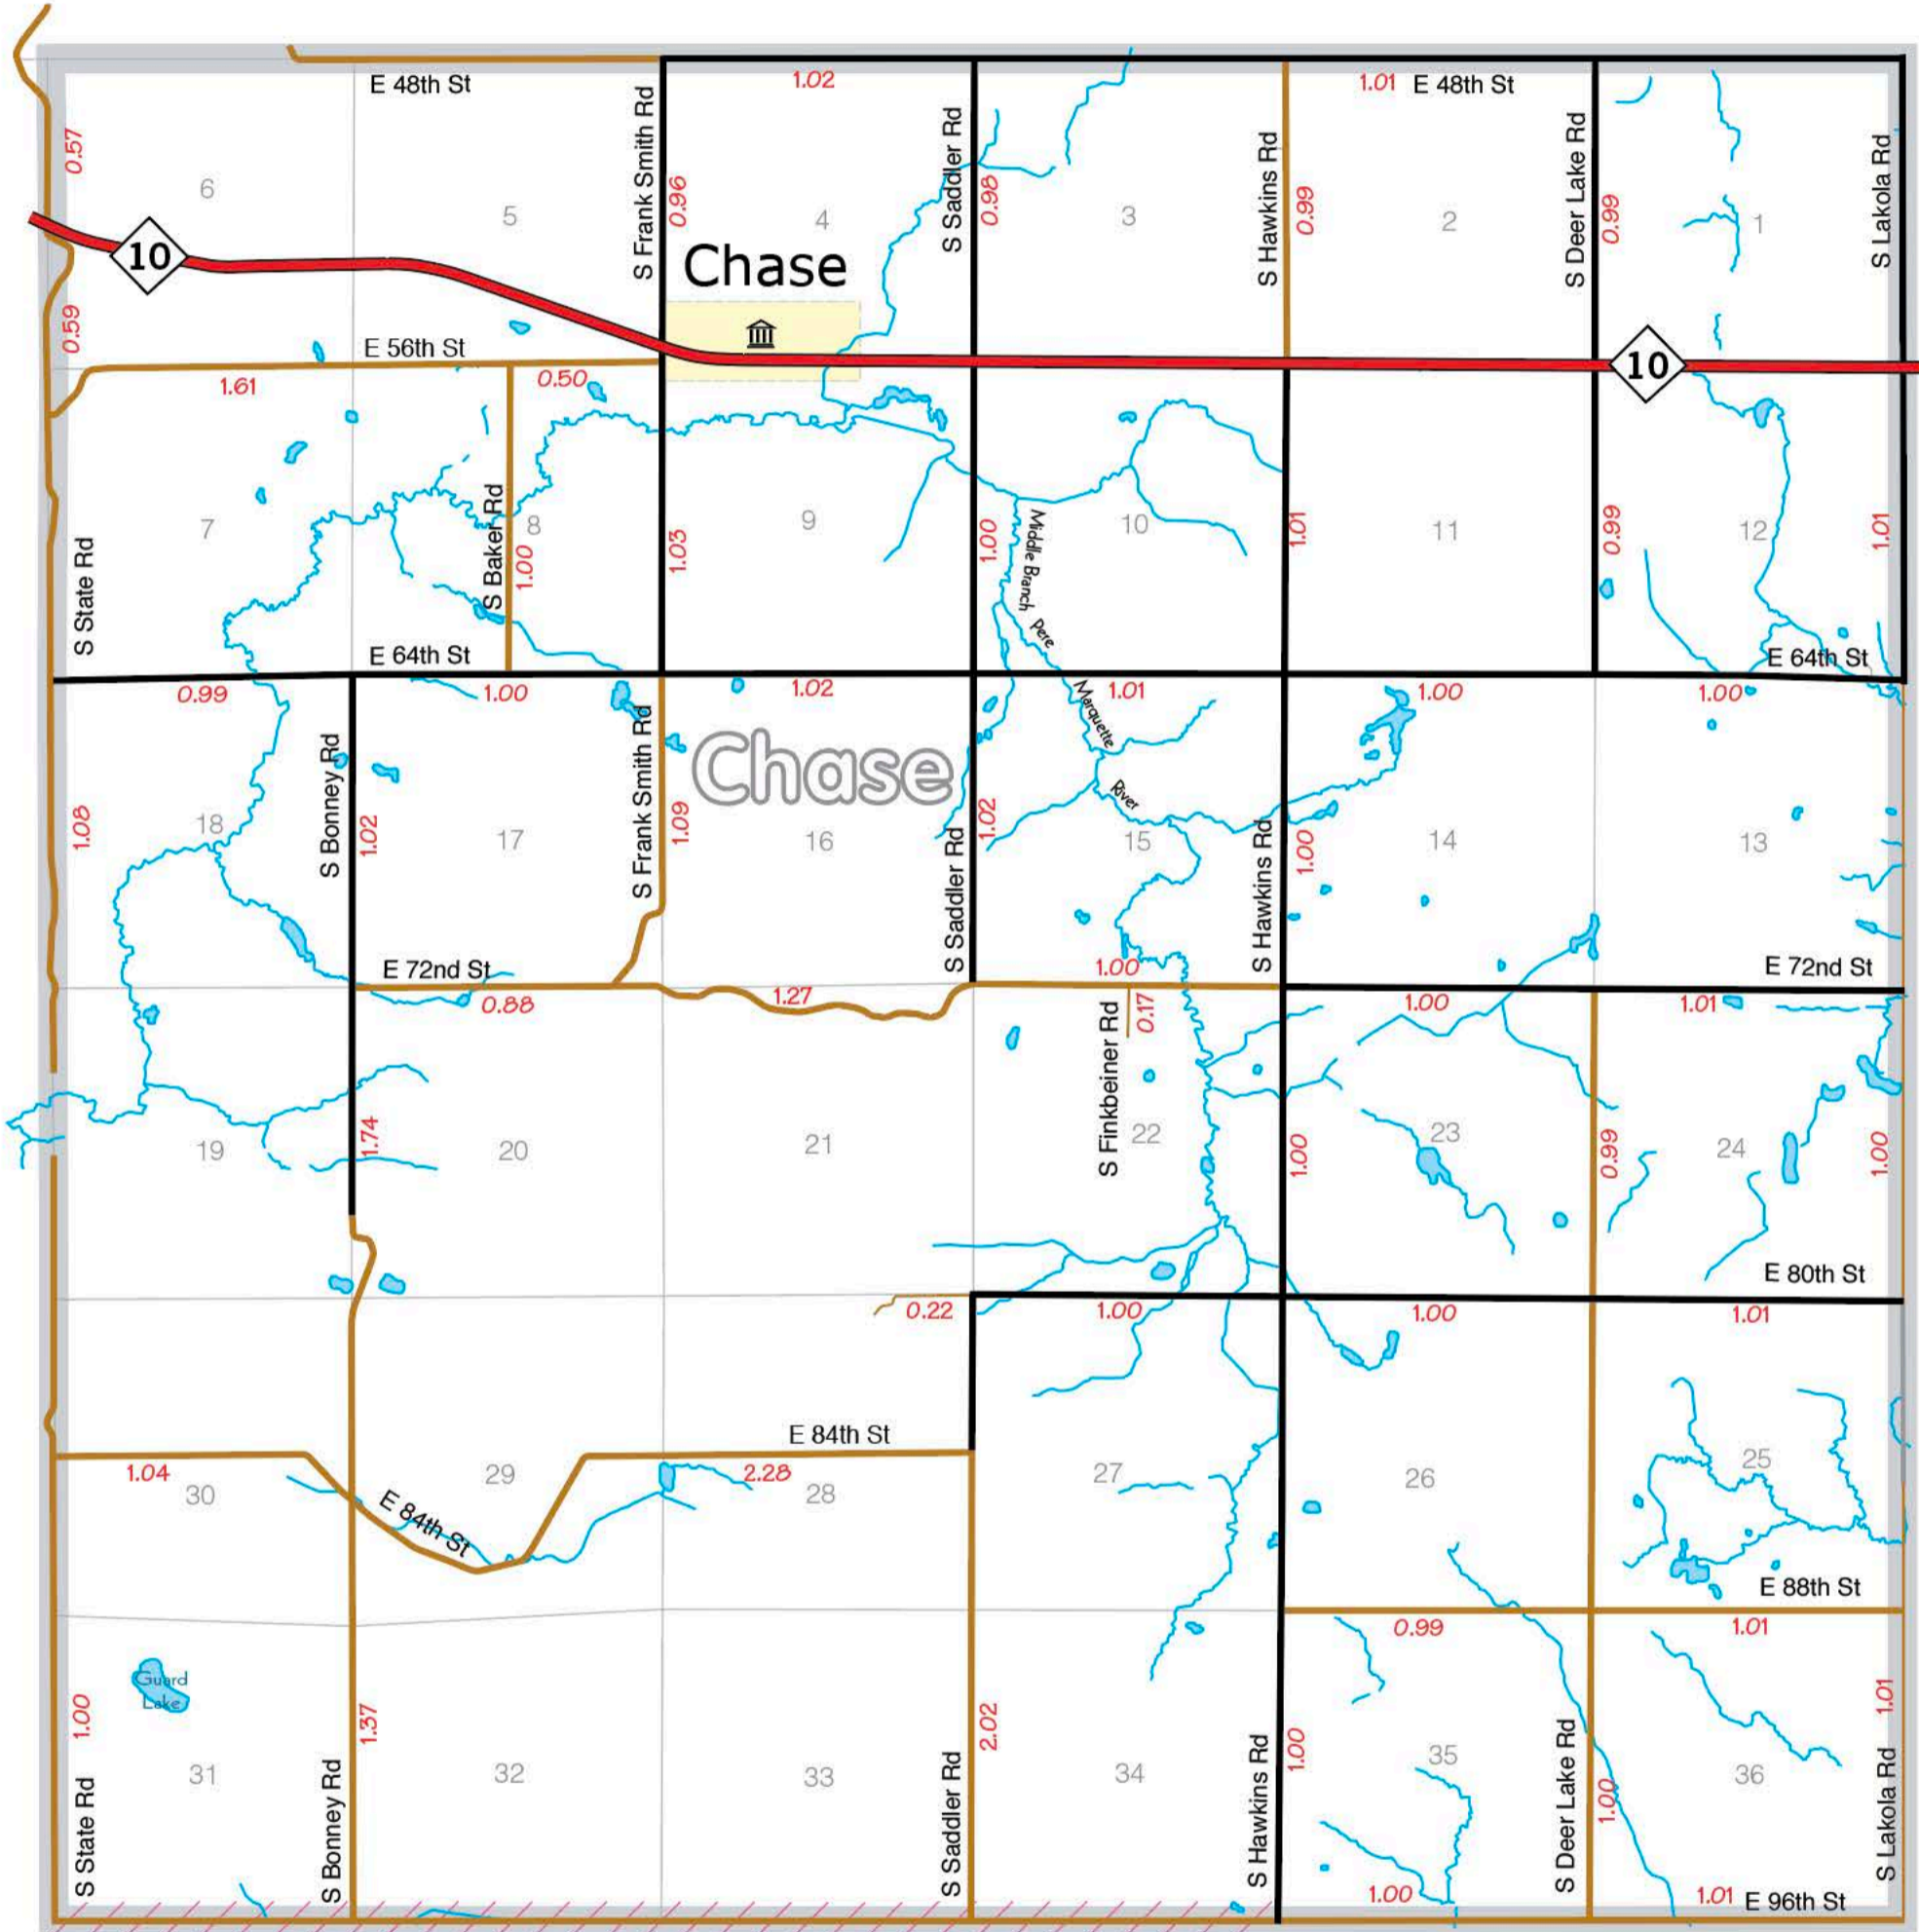 E 48th St
1.02
1.01 E 48th St
0.57
6
5
S Frank Smith Rd
0.96
4
S Saddler Rd
0.98
3
S Hawkins Rd
0.99
2
S Deer Lake Rd
0.99
1
S Lakola Rd
10
Chase
0.59
E 56th St
10
1.61
0.50
7
S State Rd
S Baker Rd
1.00
8
1.03
9
1.00
Middle Branch Pere
Marquette
River
10
1.01
11
0.99
12
1.01
E 64th St
E 64th St
0.99
1.00
1.02
1.01
1.00
1.00
Chase
1.08
18
S Bonney Rd
1.02
17
S Frank Smith Rd
1.09
16
S Saddler Rd
1.02
15
S Hawkins Rd
1.00
14
13
E 72nd St
1.00
E 72nd St
0.88
1.27
1.00
1.01
S Finkbeiner Rd
0.17
19
1.74
20
21
22
1.00
23
0.99
24
1.00
E 80th St
0.22
1.00
1.00
1.01
E 84th St
1.04
30
29
2.28
28
27
26
25
E 84th St
E 88th St
0.99
1.01
Guard
Lake
1.00
31
S State Rd
S Bonney Rd
1.37
32
33
S Saddler Rd
2.02
34
S Hawkins Rd
1.00
35
S Deer Lake Rd
1.00
36
1.01
S Lakola Rd
1.00
1.01 E 96th St